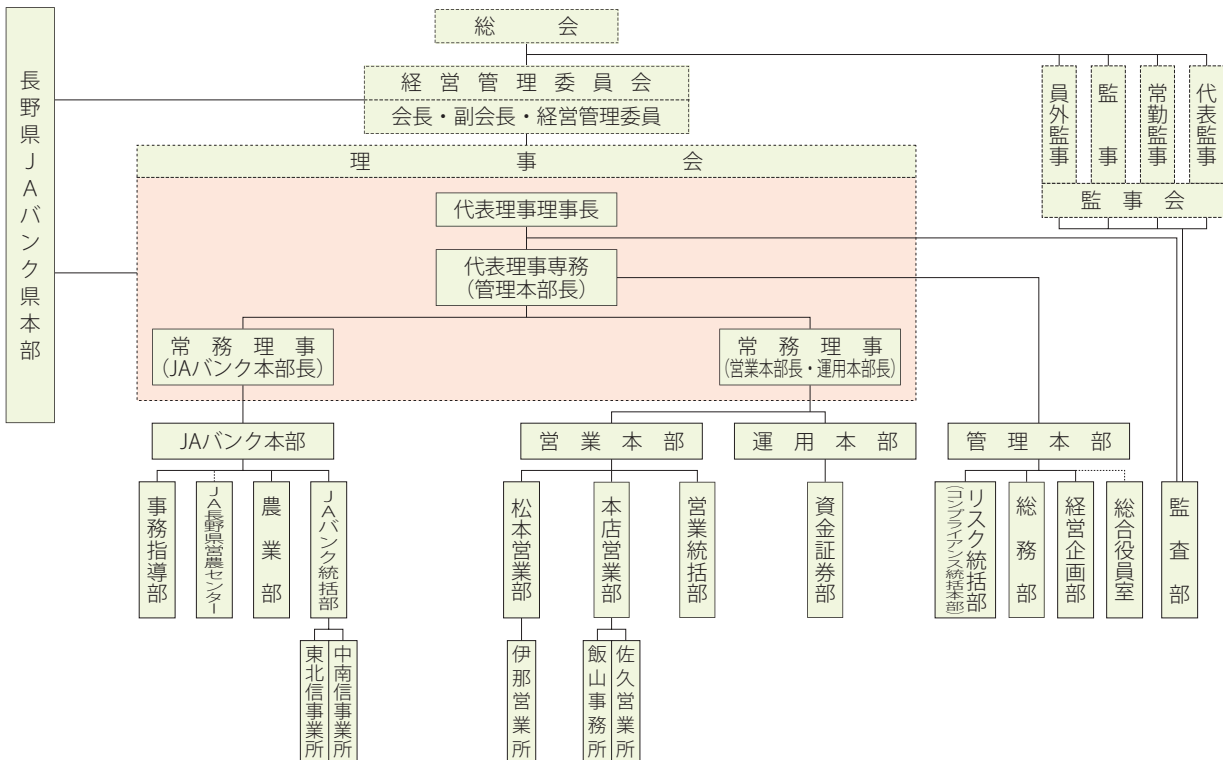 総会
長野県JAバンク県本部
経営管理委員会
会長・副会長・経営管理委員
員外監事
監事
常勤監事
代表監事
監事会
理事会
代表理事理事長
代表理事専務
（管理本部長）
常務理事
（JAバンク本部長）
常務理事
（営業本部長・運用本部長）
JAバンク本部
営業本部
運用本部
管理本部
事務指導部
JA長野県営農センター
農業部
JAバンク統括部
松本営業部
本店営業部
営業統括部
資金証券部
リスク統括部
（コンプライアンス統括本部）
総務部
経営企画部
総合役員室
監査部
東北信事業所
中南信事業所
伊那営業所
飯山事務所
佐久営業所